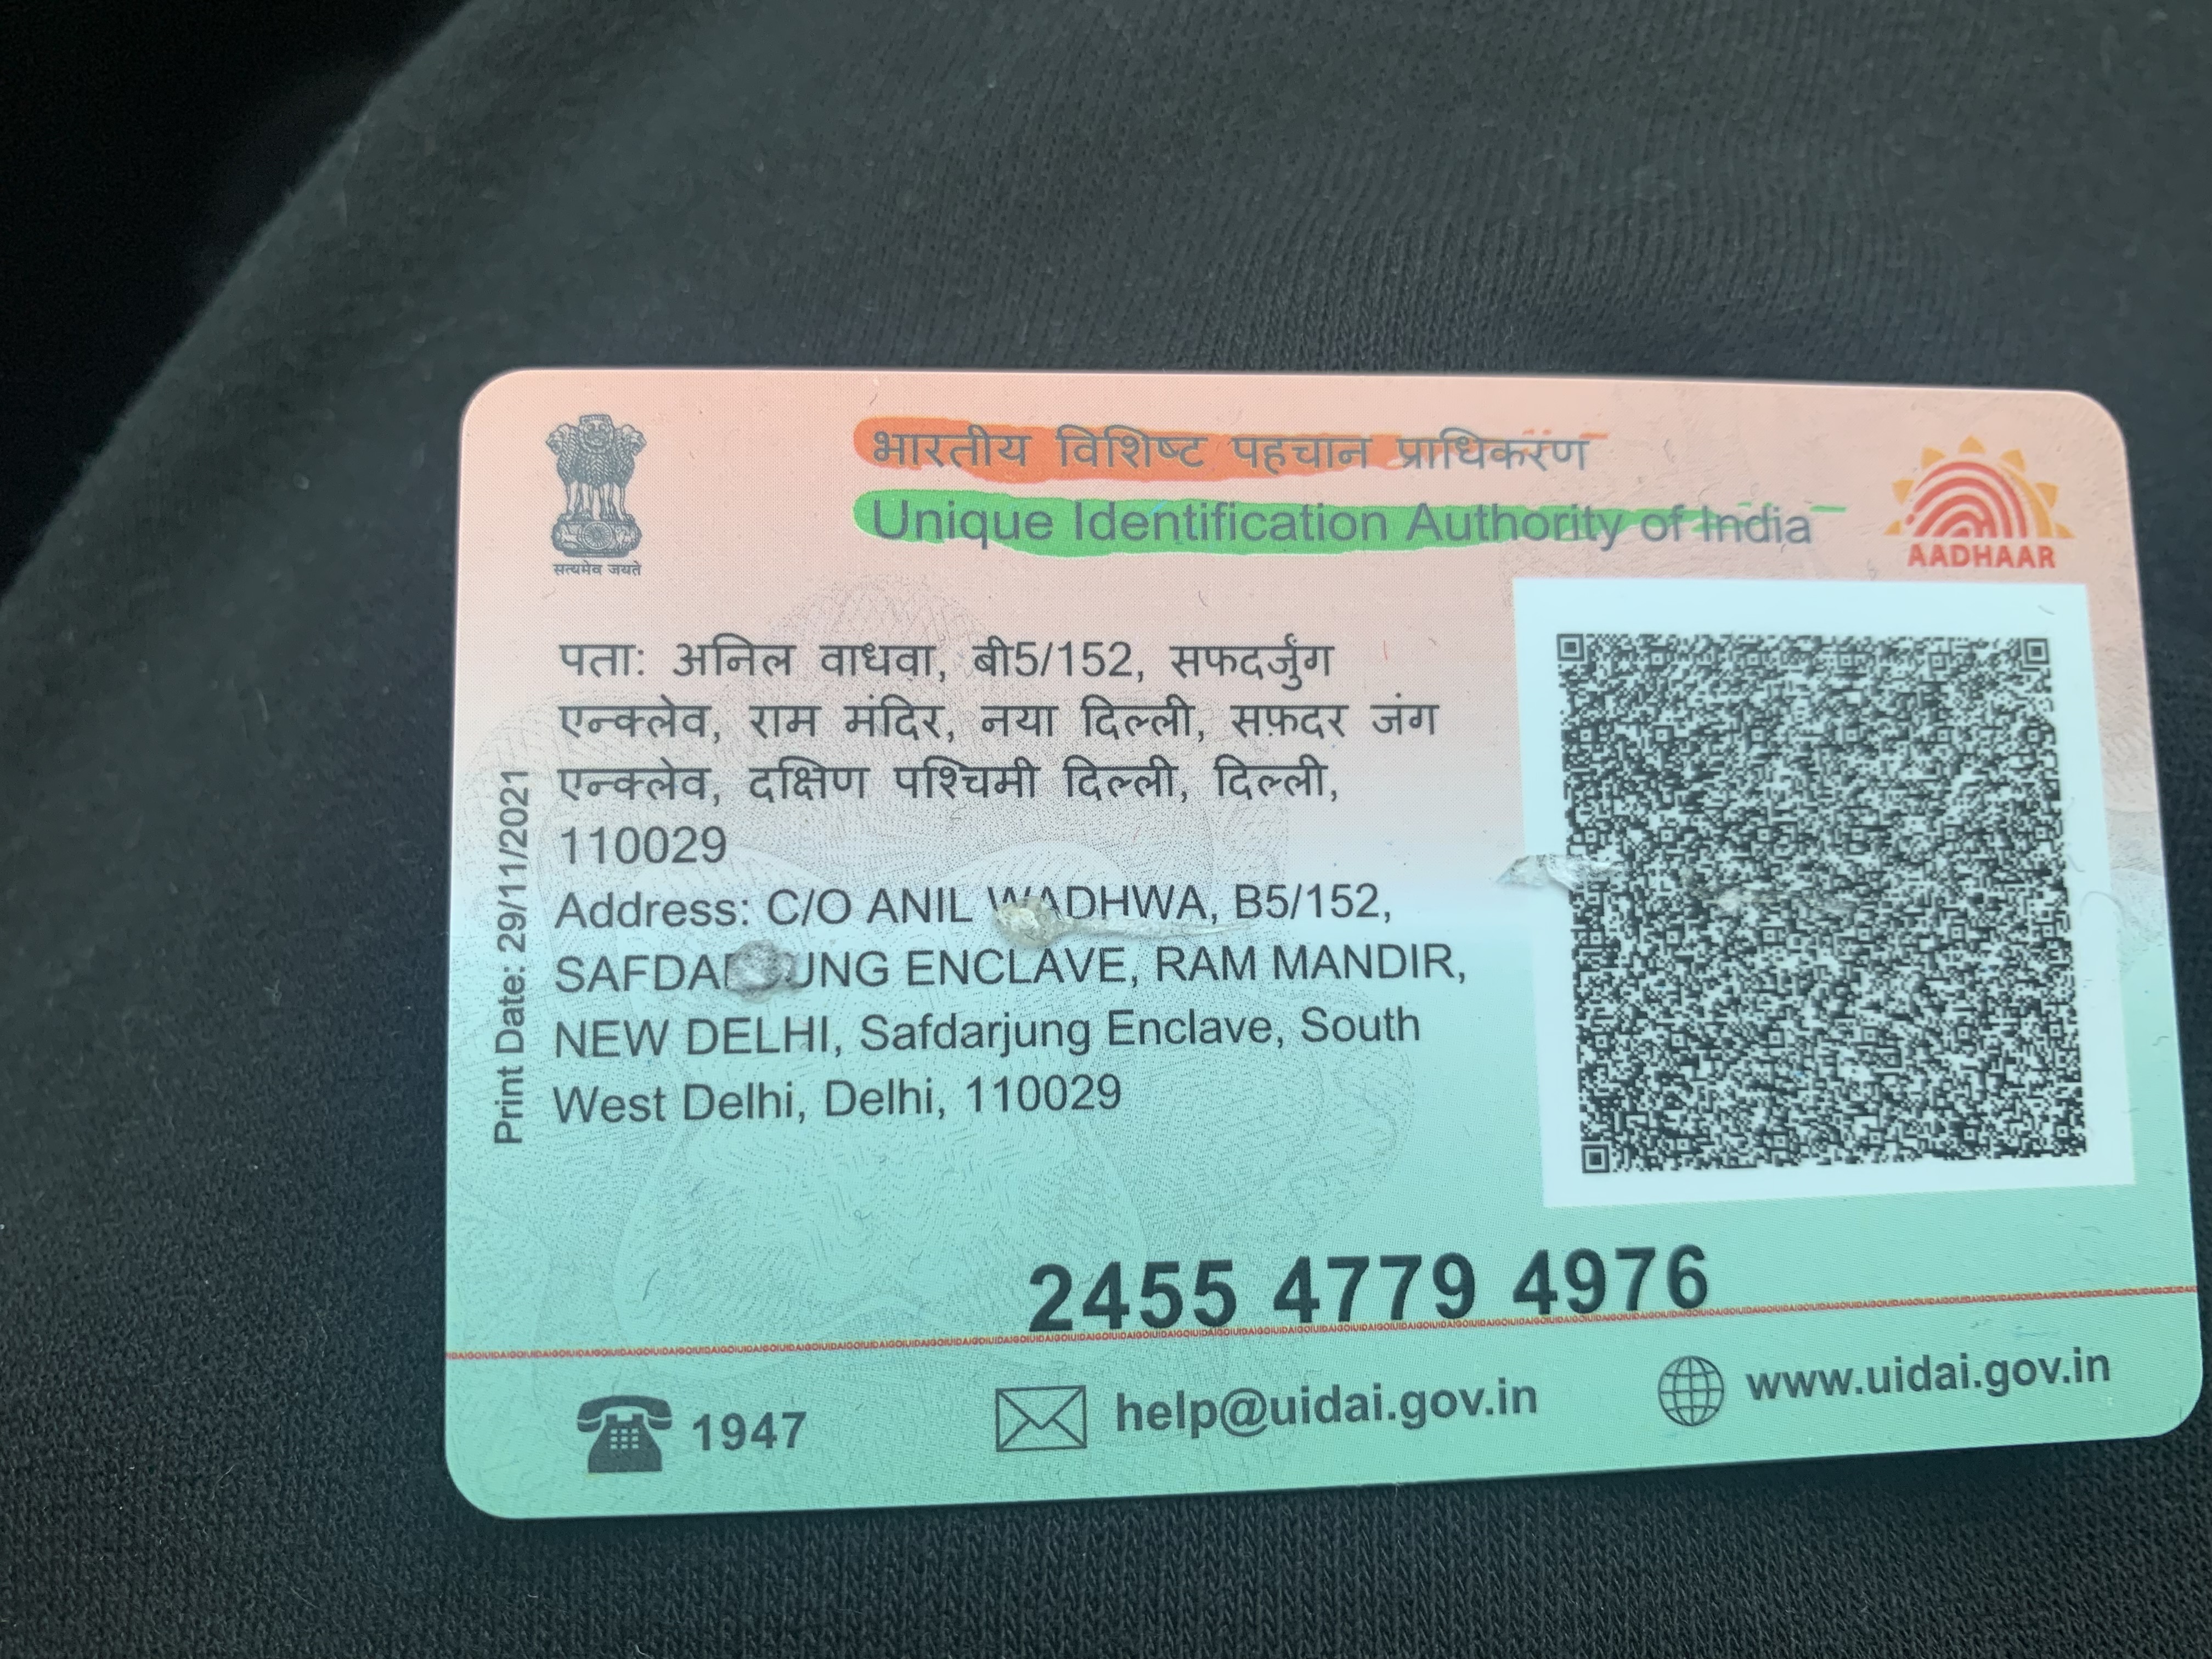 भारतीय विशिष्ट पहचान प्राधिकरण
Unique Identification Authority of India
सत्यमेव जयते
AADHAAR
पता: अनिल वाधवा, बी5/152, सफदर्जुंग
एन्क्लेव, राम मंदिर, नया दिल्ली, सफ़दर जंग
एन्क्लेव, दक्षिण पश्चिमी दिल्ली, दिल्ली,
110029
Address: C/O ANIL WADHWA, B5/152,
SAFDARJUNG ENCLAVE, RAM MANDIR,
NEW DELHI, Safdarjung Enclave, South
West Delhi, Delhi, 110029
Print Date: 29/11/2021
2455 4779 4976
1947
help@uidai.gov.in
www.uidai.gov.in